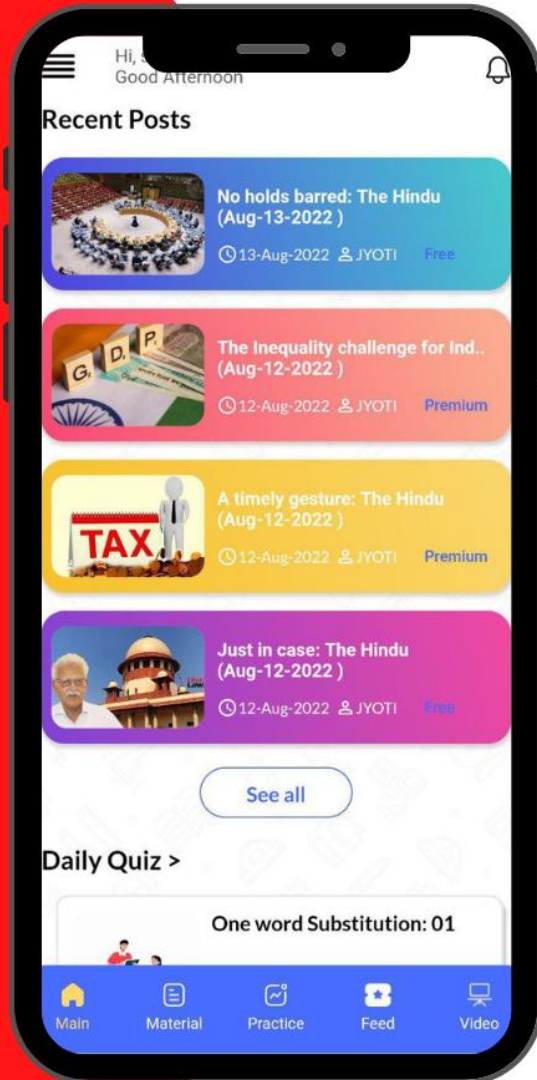 Hi,
Good Afternoon
Recent Posts
No holds barred: The Hindu
(Aug-13-2022 )
13-Aug-2022 JYOTI Free
G D P
The Inequality challenge for Ind..
(Aug-12-2022 )
12-Aug-2022 JYOTI Premium
TAX
A timely gesture: The Hindu
(Aug-12-2022 )
12-Aug-2022 JYOTI Premium
Law
Just in case: The Hindu
(Aug-12-2022 )
12-Aug-2022 JYOTI Free
See all
Daily Quiz >
One word Substitution: 01
Main Material Practice Feed Video